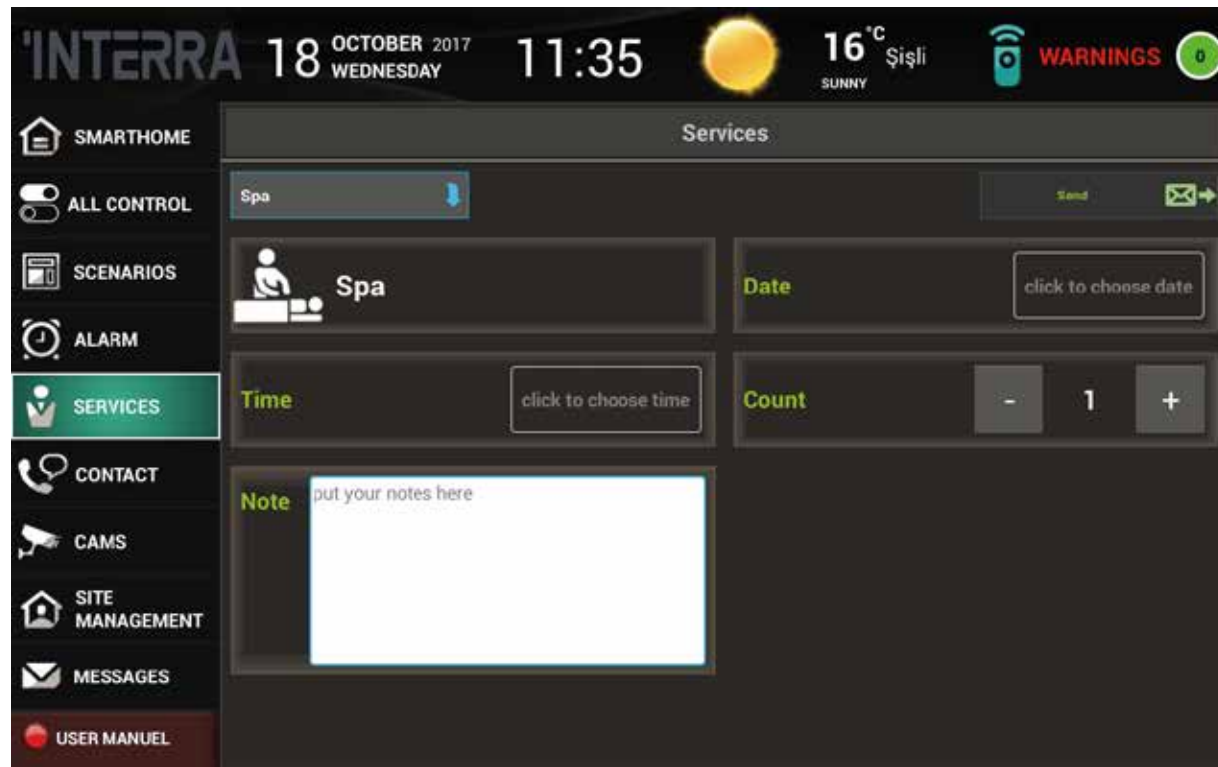 'INTERRA 18 OCTOBER 2017 WEDNESDAY 11:35 16°C SUNNY Şişli WARNINGS 0
SMARTHOME
Services
ALL CONTROL
Spa
Send
SCENARIOS
Spa
Date
click to choose date
ALARM
SERVICES
Time
click to choose time
Count
-
1
+
CONTACT
Note
put your notes here
CAMS
SITE
MANAGEMENT
MESSAGES
USER MANUEL